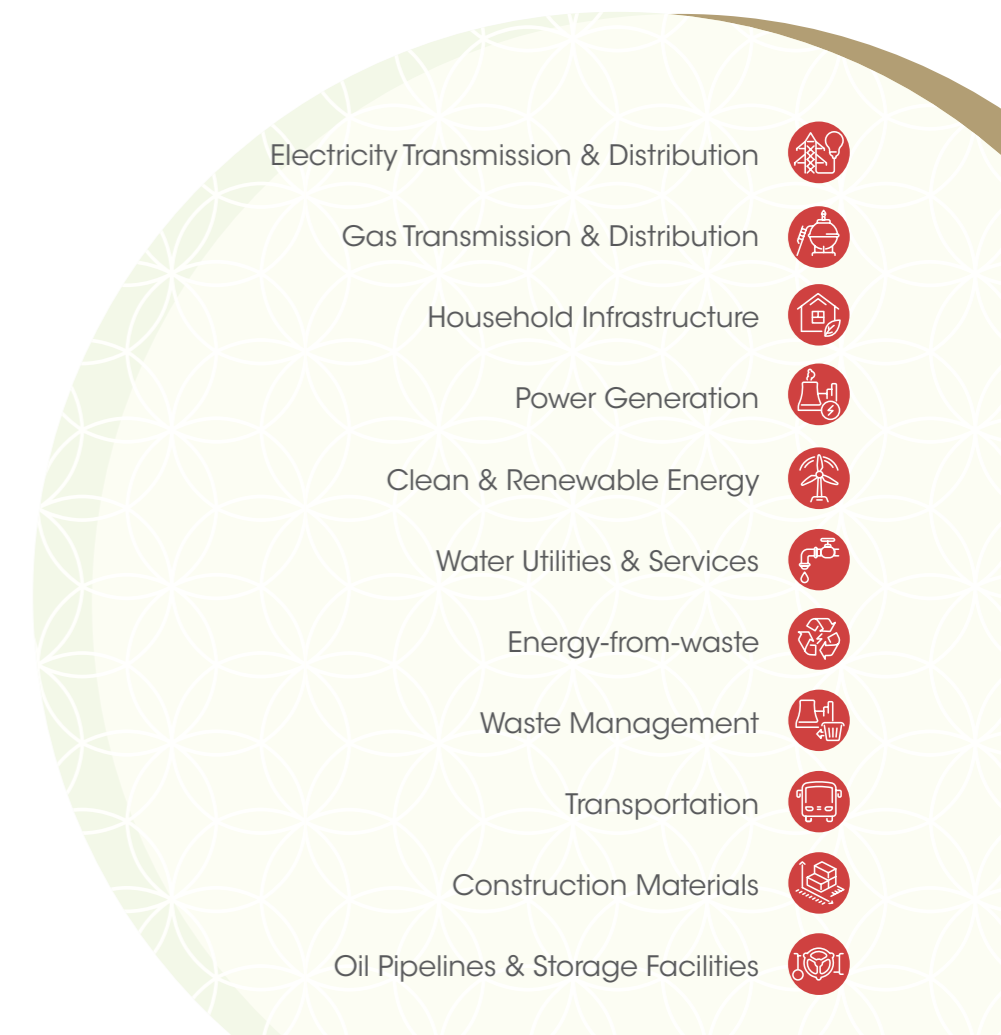 Electricity Transmission & Distribution
Gas Transmission & Distribution
Household Infrastructure
Power Generation
Clean & Renewable Energy
Water Utilities & Services
Energy-from-waste
Waste Management
Transportation
Construction Materials
Oil Pipelines & Storage Facilities